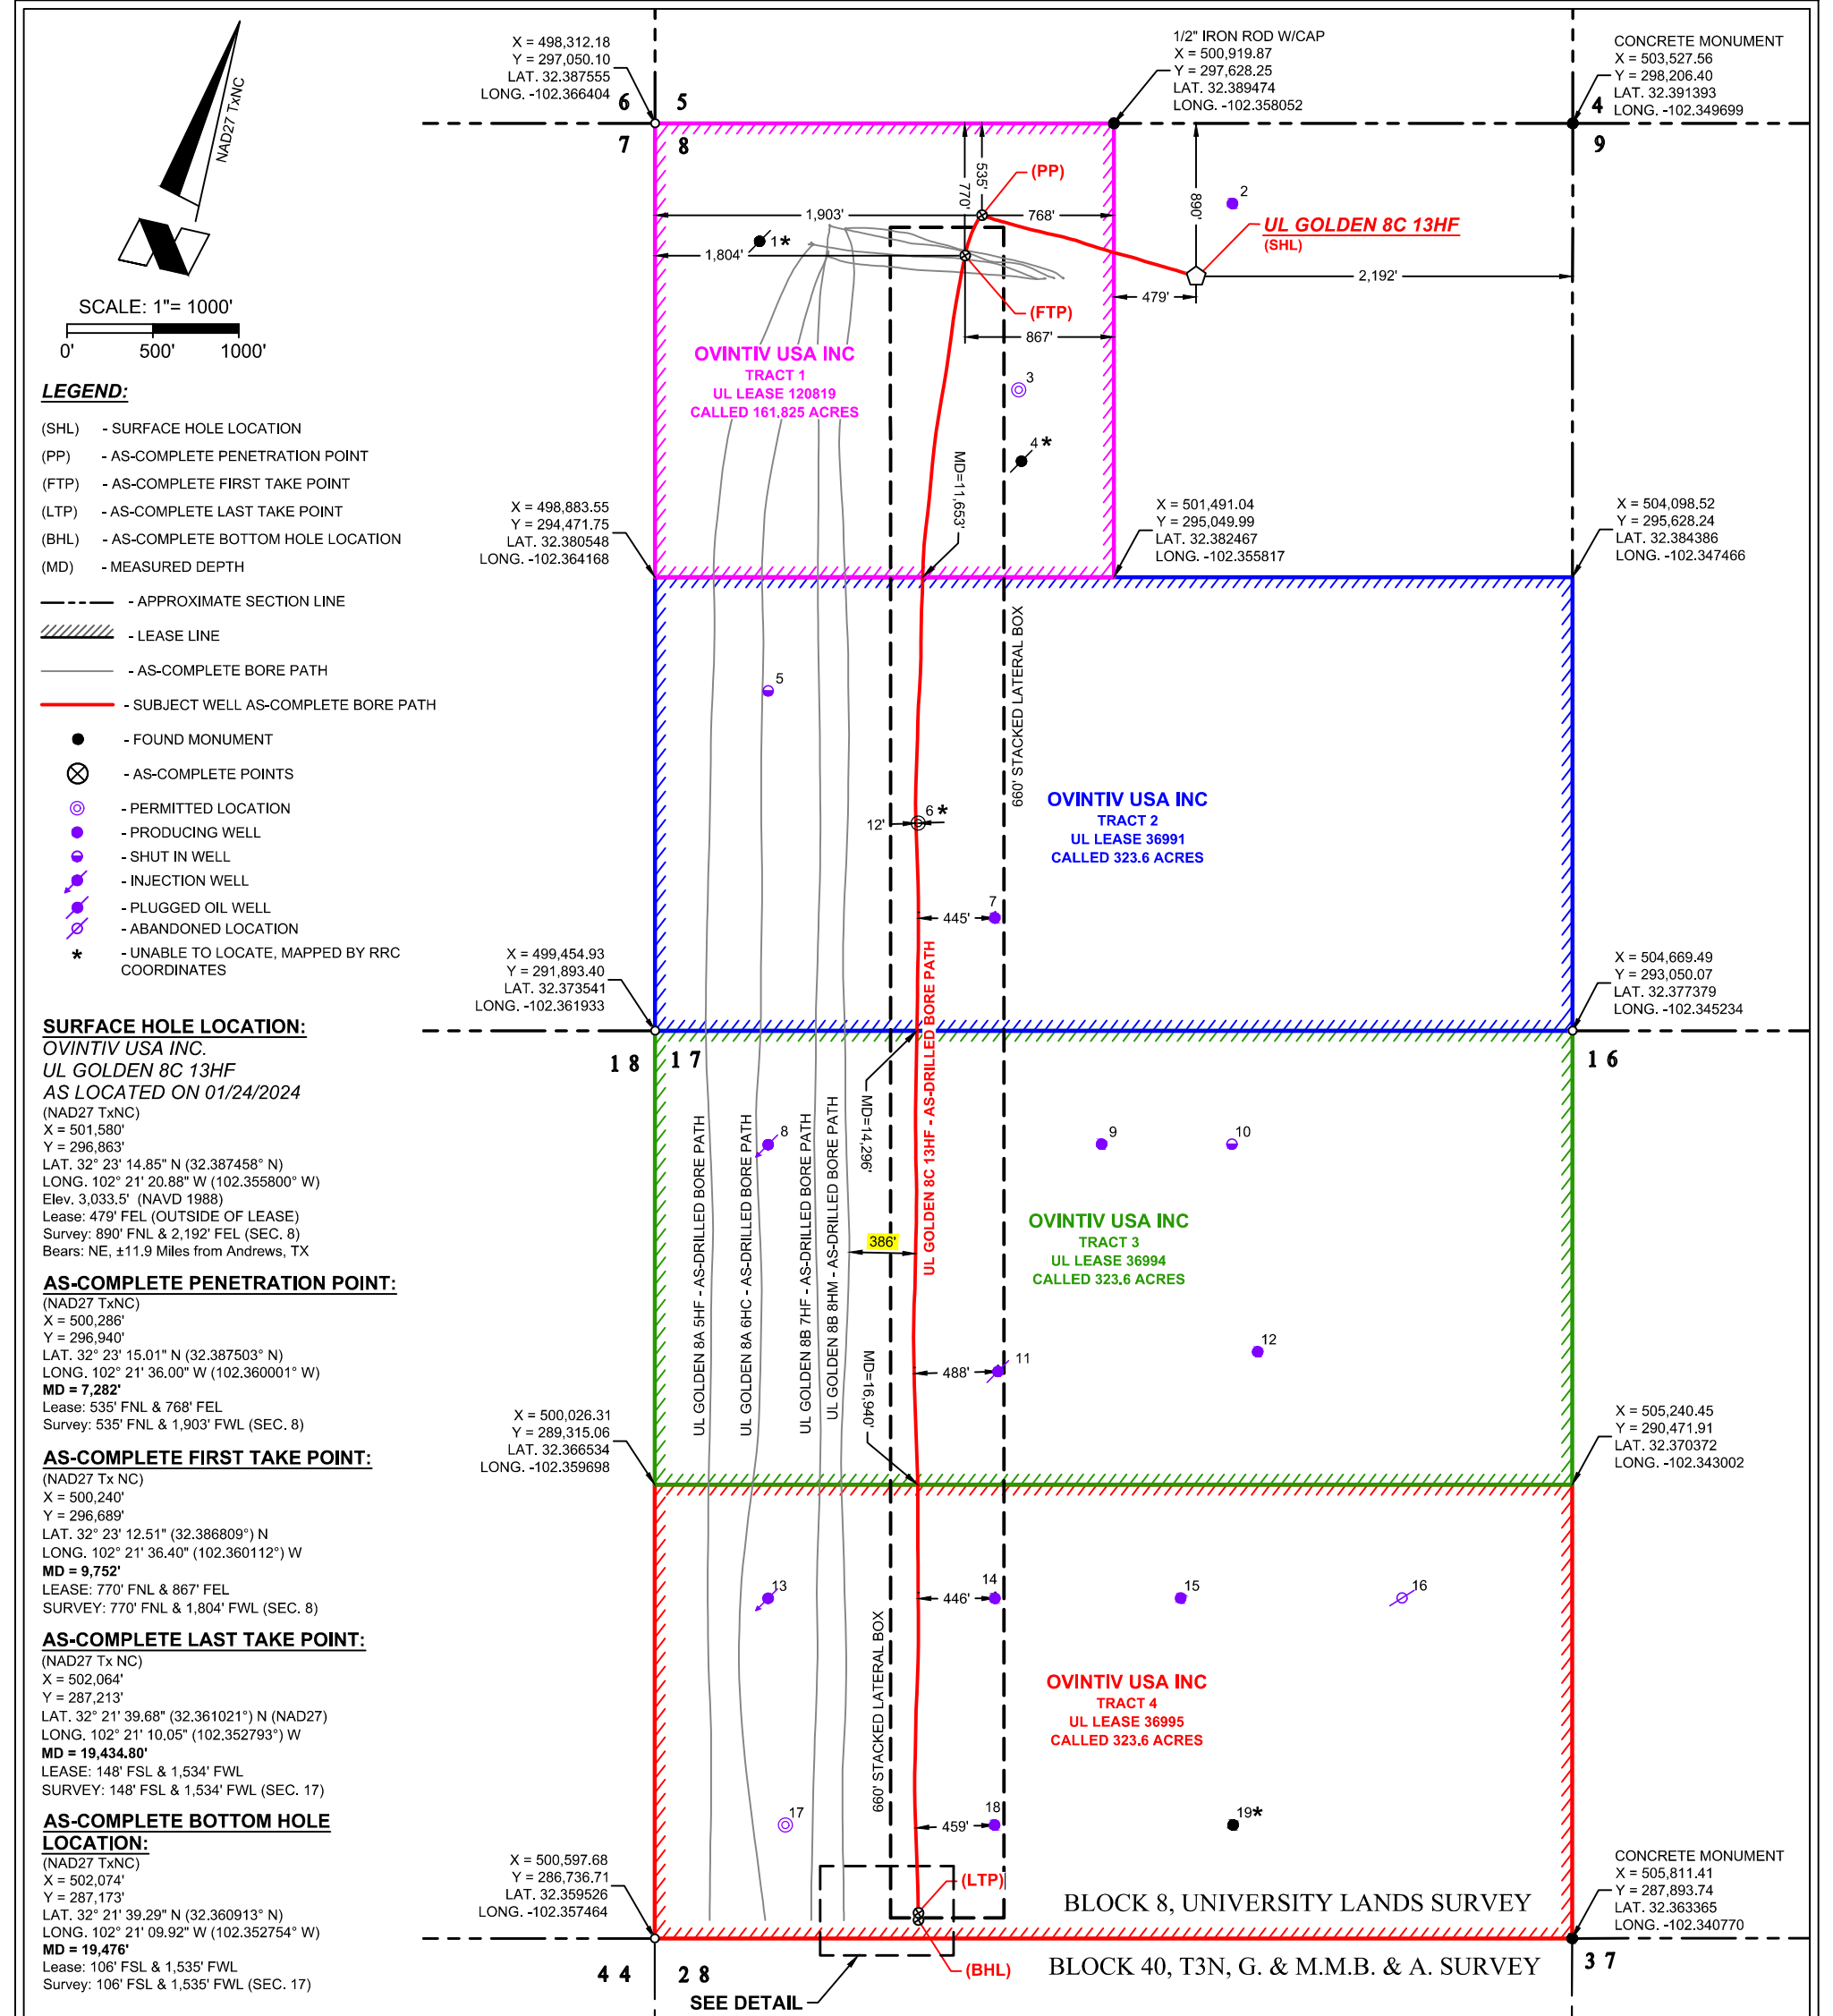 NAD27 TxNC
SCALE: 1"= 1000'
0' 500' 1000'
LEGEND:
(SHL) - SURFACE HOLE LOCATION
(PP) - AS-COMPLETE PENETRATION POINT
(FTP) - AS-COMPLETE FIRST TAKE POINT
(LTP) - AS-COMPLETE LAST TAKE POINT
(BHL) - AS-COMPLETE BOTTOM HOLE LOCATION
(MD) - MEASURED DEPTH
- APPROXIMATE SECTION LINE
- LEASE LINE
- AS-COMPLETE BORE PATH
- SUBJECT WELL AS-COMPLETE BORE PATH
- FOUND MONUMENT
- AS-COMPLETE POINTS
- PERMITTED LOCATION
- PRODUCING WELL
- SHUT IN WELL
- INJECTION WELL
- PLUGGED OIL WELL
- ABANDONED LOCATION
* - UNABLE TO LOCATE, MAPPED BY RRC
COORDINATES
SURFACE HOLE LOCATION:
OVINTIV USA INC.
UL GOLDEN 8C 13HF
AS LOCATED ON 01/24/2024
(NAD27 TxNC)
X = 501,580'
Y = 296,863'
LAT. 32° 23' 14.85" N (32.387458° N)
LONG. 102° 21' 20.88" W (102.355800° W)
Elev. 3,033.5' (NAVD 1988)
Lease: 479' FEL (OUTSIDE OF LEASE)
Survey: 890' FNL & 2,192' FEL (SEC. 8)
Bears: NE, ±11.9 Miles from Andrews, TX
AS-COMPLETE PENETRATION POINT:
(NAD27 TxNC)
X = 500,286'
Y = 296,940'
LAT. 32° 23' 15.01" N (32.387503° N)
LONG. 102° 21' 36.00" W (102.360001° W)
MD = 7,282'
Lease: 535' FNL & 768' FEL
Survey: 535' FNL & 1,903' FWL (SEC. 8)
AS-COMPLETE FIRST TAKE POINT:
(NAD27 Tx NC)
X = 500,240'
Y = 296,689'
LAT. 32° 23' 12.51" (32.386809°) N
LONG. 102° 21' 36.40" (102.360112°) W
MD = 9,752'
LEASE: 770' FNL & 867' FEL
SURVEY: 770' FNL & 1,804' FWL (SEC. 8)
AS-COMPLETE LAST TAKE POINT:
(NAD27 Tx NC)
X = 502,064'
Y = 287,213'
LAT. 32° 21' 39.68" (32.361021°) N (NAD27)
LONG. 102° 21' 10.05" (102.352793°) W
MD = 19,434.80'
LEASE: 148' FSL & 1,534' FWL
SURVEY: 148' FSL & 1,534' FWL (SEC. 17)
AS-COMPLETE BOTTOM HOLE
LOCATION:
(NAD27 TxNC)
X = 502,074'
Y = 287,173'
LAT. 32° 21' 39.29" N (32.360913° N)
LONG. 102° 21' 09.92" W (102.352754° W)
MD = 19,476'
Lease: 106' FSL & 1,535' FWL
Survey: 106' FSL & 1,535' FWL (SEC. 17)
X = 498,312.18
Y = 297,050.10
LAT. 32.387555
LONG. -102.366404
1/2" IRON ROD W/CAP
X = 500,919.87
Y = 297,628.25
LAT. 32.389474
LONG. -102.358052
CONCRETE MONUMENT
X = 503,527.56
Y = 298,206.40
LAT. 32.391393
LONG. -102.349699
6 5
7 8
4
9
535'
770'
890'
(PP)
1,903' 768'
1,804'
1*
2
UL GOLDEN 8C 13HF
(SHL)
2,192'
479'
(FTP)
867'
OVINTIV USA INC
TRACT 1
UL LEASE 120819
CALLED 161.825 ACRES
3
4*
MD=11,653'
X = 498,883.55
Y = 294,471.75
LAT. 32.380548
LONG. -102.364168
X = 501,491.04
Y = 295,049.99
LAT. 32.382467
LONG. -102.355817
X = 504,098.52
Y = 295,628.24
LAT. 32.384386
LONG. -102.347466
660' STACKED LATERAL BOX
5
12' 6*
OVINTIV USA INC
TRACT 2
UL LEASE 36991
CALLED 323.6 ACRES
7
445'
X = 499,454.93
Y = 291,893.40
LAT. 32.373541
LONG. -102.361933
X = 504,669.49
Y = 293,050.07
LAT. 32.377379
LONG. -102.345234
18 17
16
UL GOLDEN 8A 5HF - AS-DRILLED BORE PATH
UL GOLDEN 8A 6HC - AS-DRILLED BORE PATH
UL GOLDEN 8B 7HF - AS-DRILLED BORE PATH
UL GOLDEN 8B 8HM - AS-DRILLED BORE PATH
MD=14,296'
UL GOLDEN 8C 13HF - AS-DRILLED BORE PATH
8
9
10
386'
OVINTIV USA INC
TRACT 3
UL LEASE 36994
CALLED 323.6 ACRES
12
11
488'
MD=16,940'
X = 500,026.31
Y = 289,315.06
LAT. 32.366534
LONG. -102.359698
X = 505,240.45
Y = 290,471.91
LAT. 32.370372
LONG. -102.343002
13
14
446'
15
16
660' STACKED LATERAL BOX
OVINTIV USA INC
TRACT 4
UL LEASE 36995
CALLED 323.6 ACRES
17
18
459'
19*
X = 500,597.68
Y = 286,736.71
LAT. 32.359526
LONG. -102.357464
(LTP)
BLOCK 8, UNIVERSITY LANDS SURVEY
CONCRETE MONUMENT
X = 505,811.41
Y = 287,893.74
LAT. 32.363365
LONG. -102.340770
44 28
(BHL)
BLOCK 40, T3N, G. & M.M.B. & A. SURVEY
37
SEE DETAIL